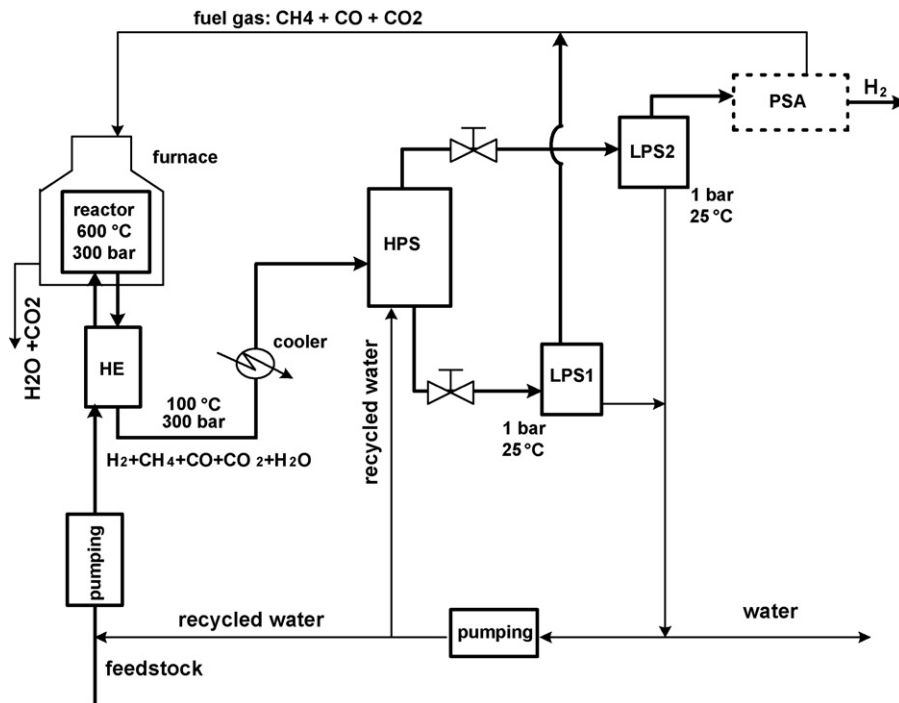 fuel gas: CH4 + CO + CO2
H₂
PSA
furnace
LPS2
reactor
600 °C
300 bar
1 bar
25 °C
HPS
H2O +CO2
cooler
recycled water
HE
LPS1
100 °C
300 bar
1 bar
25 °C
H₂+CH₄+CO+CO ₂+H₂O
pumping
recycled water
pumping
water
feedstock